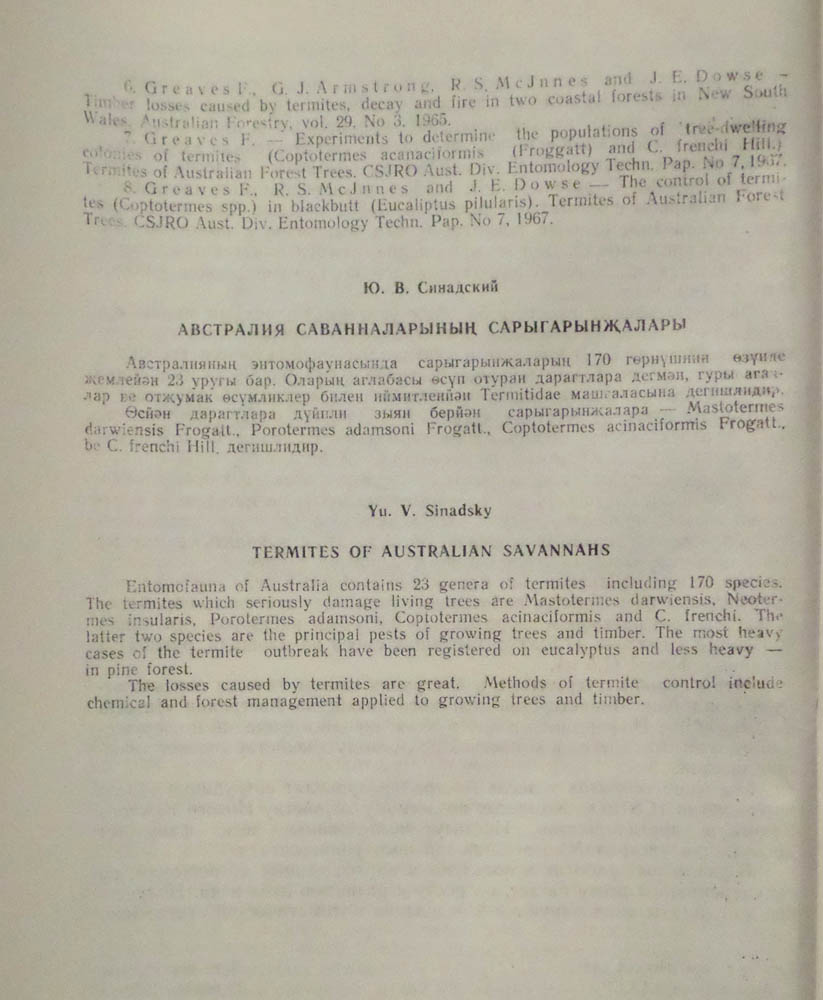 6. Greaves F., G. J. Armstrong, R. S. McJnnes and J. E. Dowse —
Timber losses caused by termites, decay and fire in two coastal forests in New South
Wales. Australian Forestry, vol. 29. No 3. 1965.
7. Greaves F. — Experiments to determine the populations of tree-dwelling
colonies of termites (Coptotermes acanaciformis (Froggatt) and C. frenchi Hill.)
Termites of Australian Forest Trees. CSJRO Aust. Div. Entomology Techn. Pap. No 7, 1967.
8. Greaves F., R. S. McJnnes and J. E. Dowse — The control of termi-
tes (Coptotermes spp.) in blackbutt (Eucaliptus pilularis). Termites of Australian Forest
Trees. CSJRO Aust. Div. Entomology Techn. Pap. No 7, 1967.
Ю. В. Синадский
АВСТРАЛИЯ САВАННАЛАРЫНЫҢ САРЫГАРЫНҖАЛАРЫ
Австралияның энтомофаунасында сарыгарынжаларың 170 гөрнүшини өзүнде
җемлейән 23 уругы бар. Оларың аглабасы өсүп отуран дарагтлара дегмән, гуры агач-
лар ве отҗумак өсүмликлер билен иймитленйән Termitidae машгаласына дегишлидир.
Өсйән дарагтлара дүйпли зыян берйән сарыгарынжалара — Mastotermes
darwiensis Frogatt., Porotermes adamsoni Frogatt., Coptotermes acinaciformis Frogatt.,
ве C. frenchi Hill. дегишлидир.
Yu. V. Sinadsky
TERMITES OF AUSTRALIAN SAVANNAHS
Entomofauna of Australia contains 23 genera of termites including 170 species.
The termites which seriously damage living trees are Mastotermes darwiensis, Neoter-
mes insularis, Porotermes adamsoni, Coptotermes acinaciformis and C. frenchi. The
latter two species are the principal pests of growing trees and timber. The most heavy
cases of the termite outbreak have been registered on eucalyptus and less heavy —
in pine forest.
The losses caused by termites are great. Methods of termite control include
chemical and forest management applied to growing trees and timber.